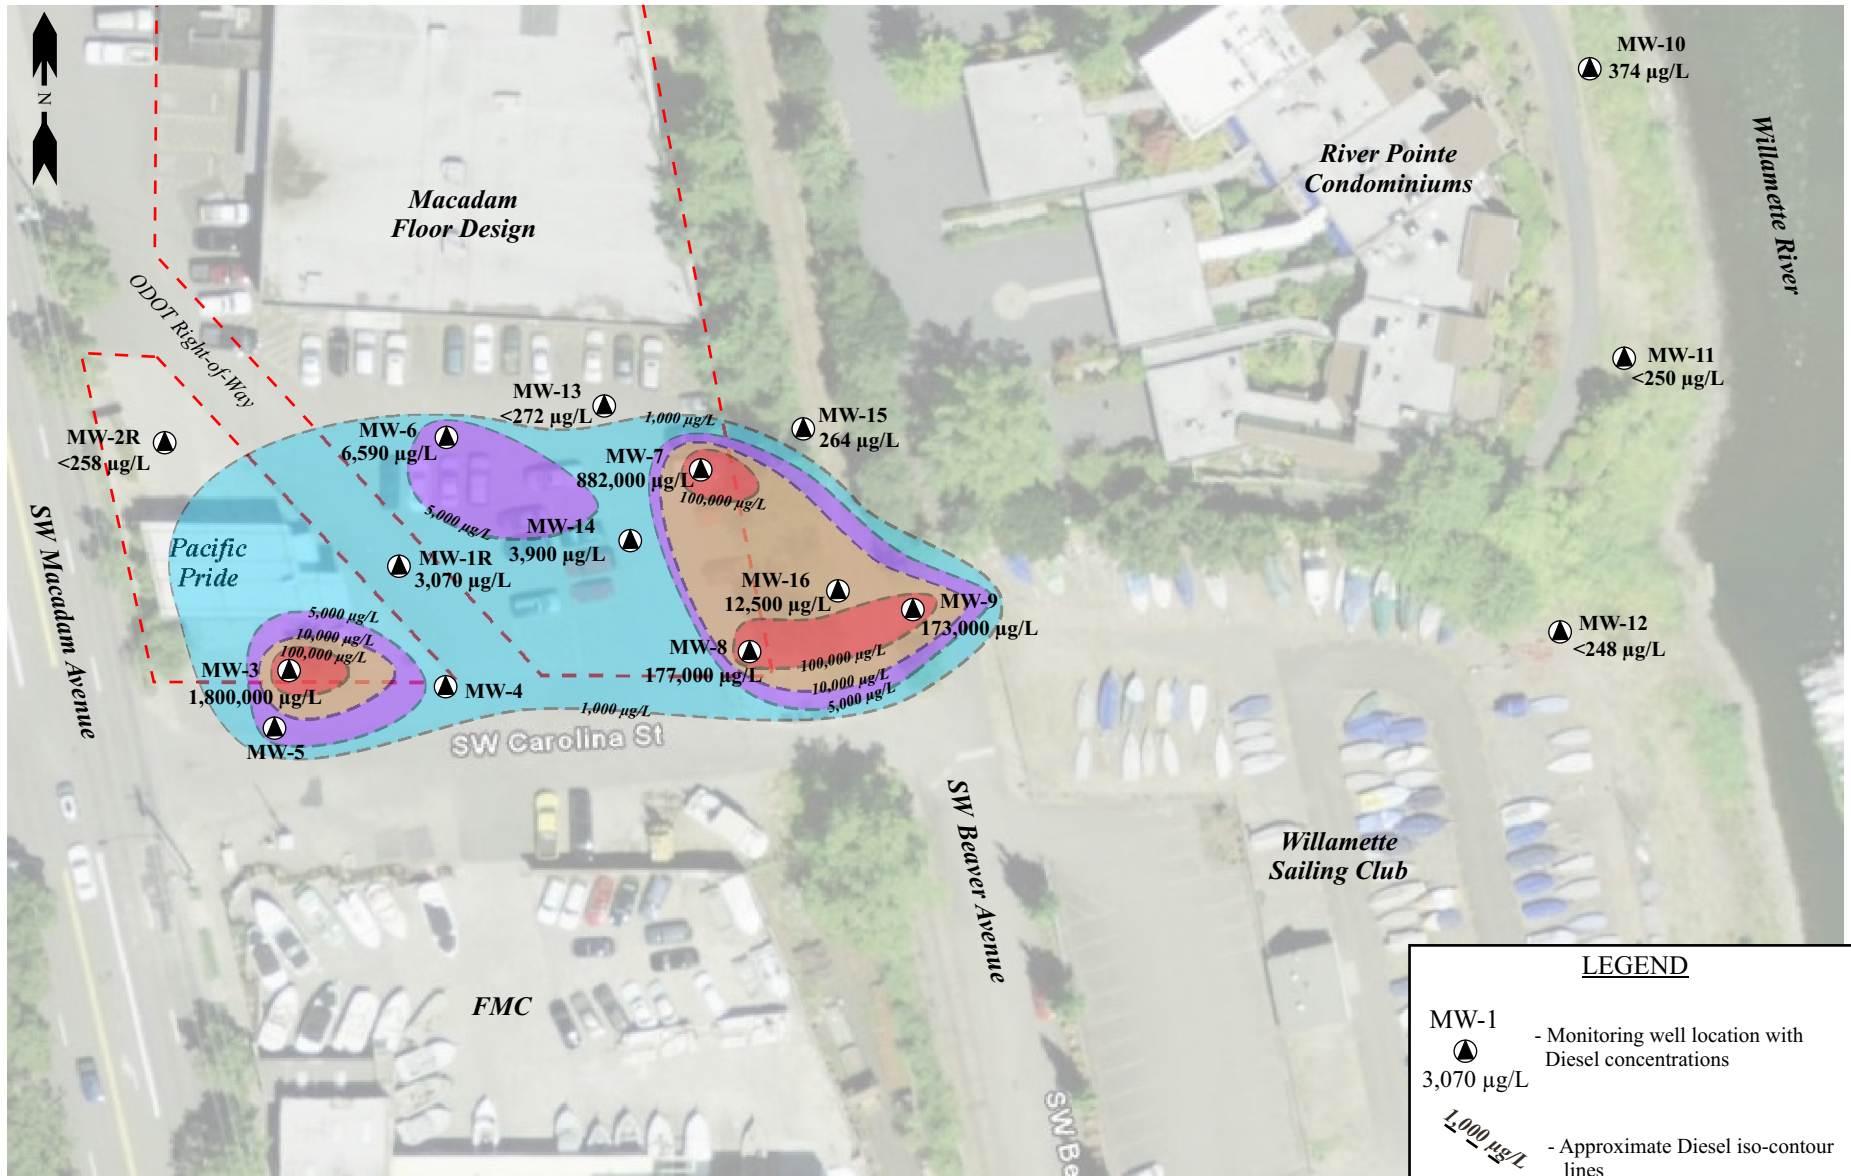 N
MW-10
374 µg/L
Willamette River
River Pointe
Condominiums
Macadam
Floor Design
ODOT Right-of-Way
MW-11
<250 µg/L
MW-13
<272 µg/L
1,000 µg/L
MW-15
264 µg/L
MW-2R
<258 µg/L
MW-6
6,590 µg/L
MW-7
882,000 µg/L
100,000 µg/L
5,000 µg/L
MW-14
3,900 µg/L
SW Macadam Avenue
Pacific
Pride
MW-1R
3,070 µg/L
MW-16
12,500 µg/L
MW-9
173,000 µg/L
MW-12
<248 µg/L
5,000 µg/L
10,000 µg/L
100,000 µg/L
MW-3
1,800,000 µg/L
MW-8
177,000 µg/L
100,000 µg/L
10,000 µg/L
5,000 µg/L
MW-4
1,000 µg/L
MW-5
SW Carolina St
SW Beaver Avenue
Willamette
Sailing Club
FMC
SW Be
LEGEND
MW-1
3,070 µg/L
- Monitoring well location with
Diesel concentrations
1,000 µg/L
- Approximate Diesel iso-contour
lines